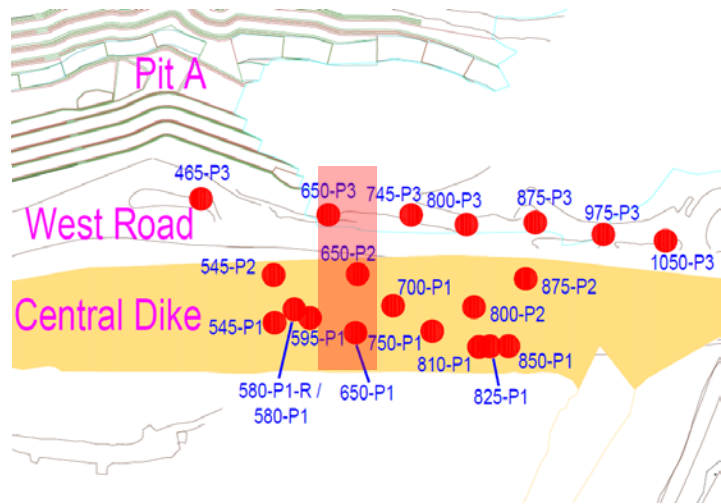 Pit A
465-P3
650-P3
745-P3
800-P3
875-P3
975-P3
1050-P3
West Road
545-P2
650-P2
700-P1
875-P2
Central Dike
545-P1
595-P1
750-P1
800-P2
810-P1
850-P1
580-P1-R /
580-P1
650-P1
825-P1